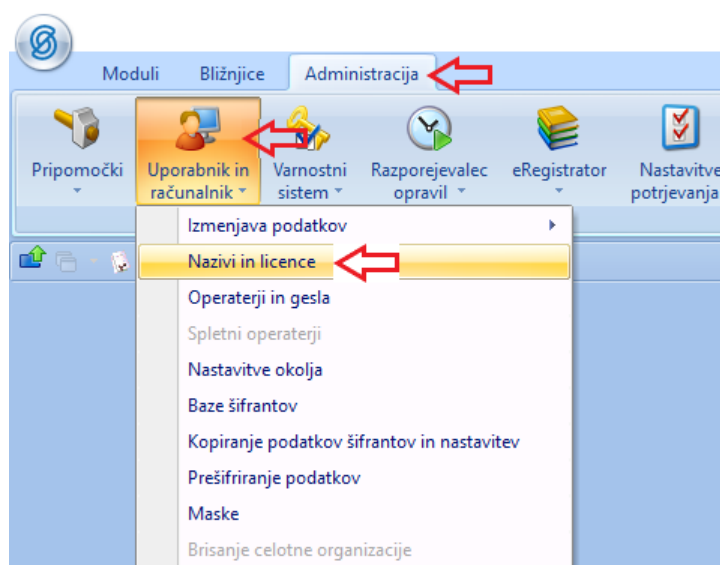 Moduli Bližnjice Administracija
Pripomočki Uporabnik in računalnik Varnostni sistem Razporejevalec opravil eRegistrator Nastavitve potrjevanja
Izmenjava podatkov
Nazivi in licence
Operaterji in gesla
Spletni operaterji
Nastavitve okolja
Baze šifrantov
Kopiranje podatkov šifrantov in nastavitev
Prešifriranje podatkov
Maske
Brisanje celotne organizacije